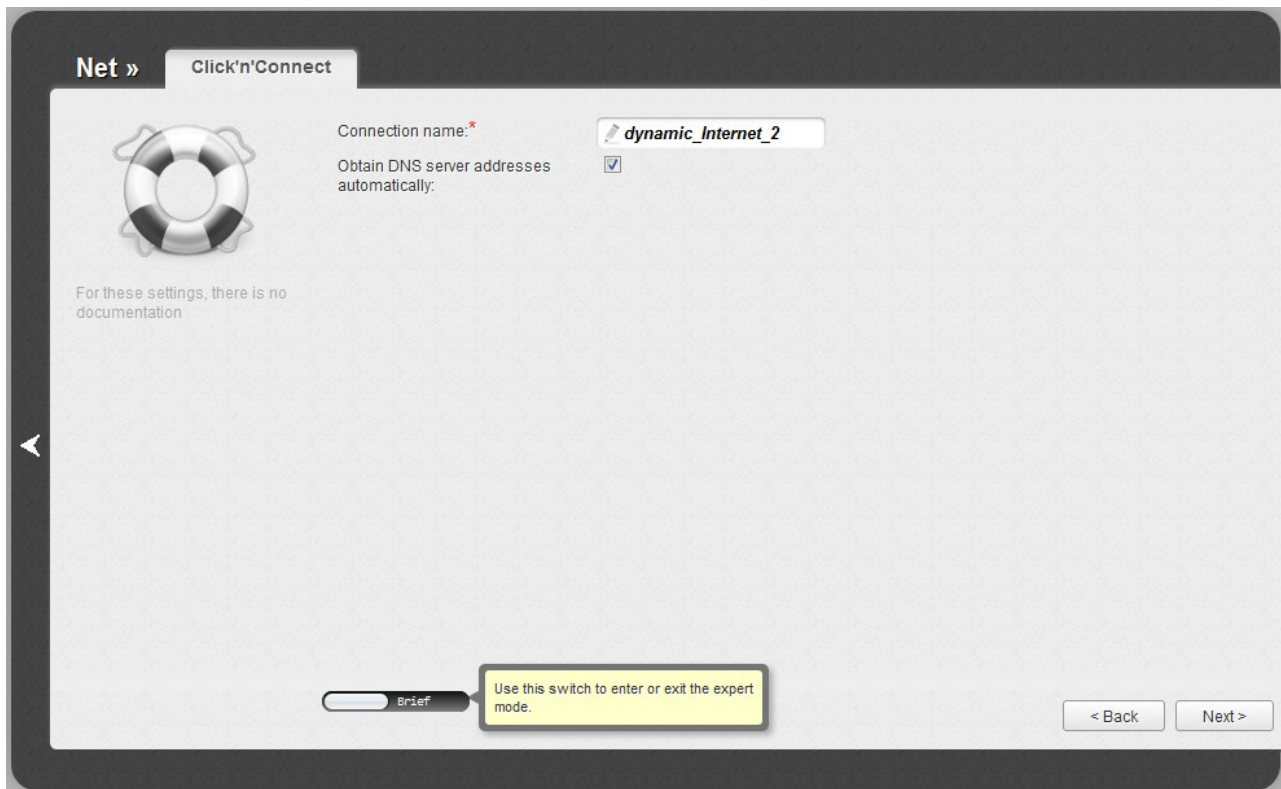 Net »
Click'n'Connect
Connection name:*
dynamic_Internet_2
Obtain DNS server addresses
automatically:
For these settings, there is no
documentation
Brief
Use this switch to enter or exit the expert
mode.
< Back
Next >